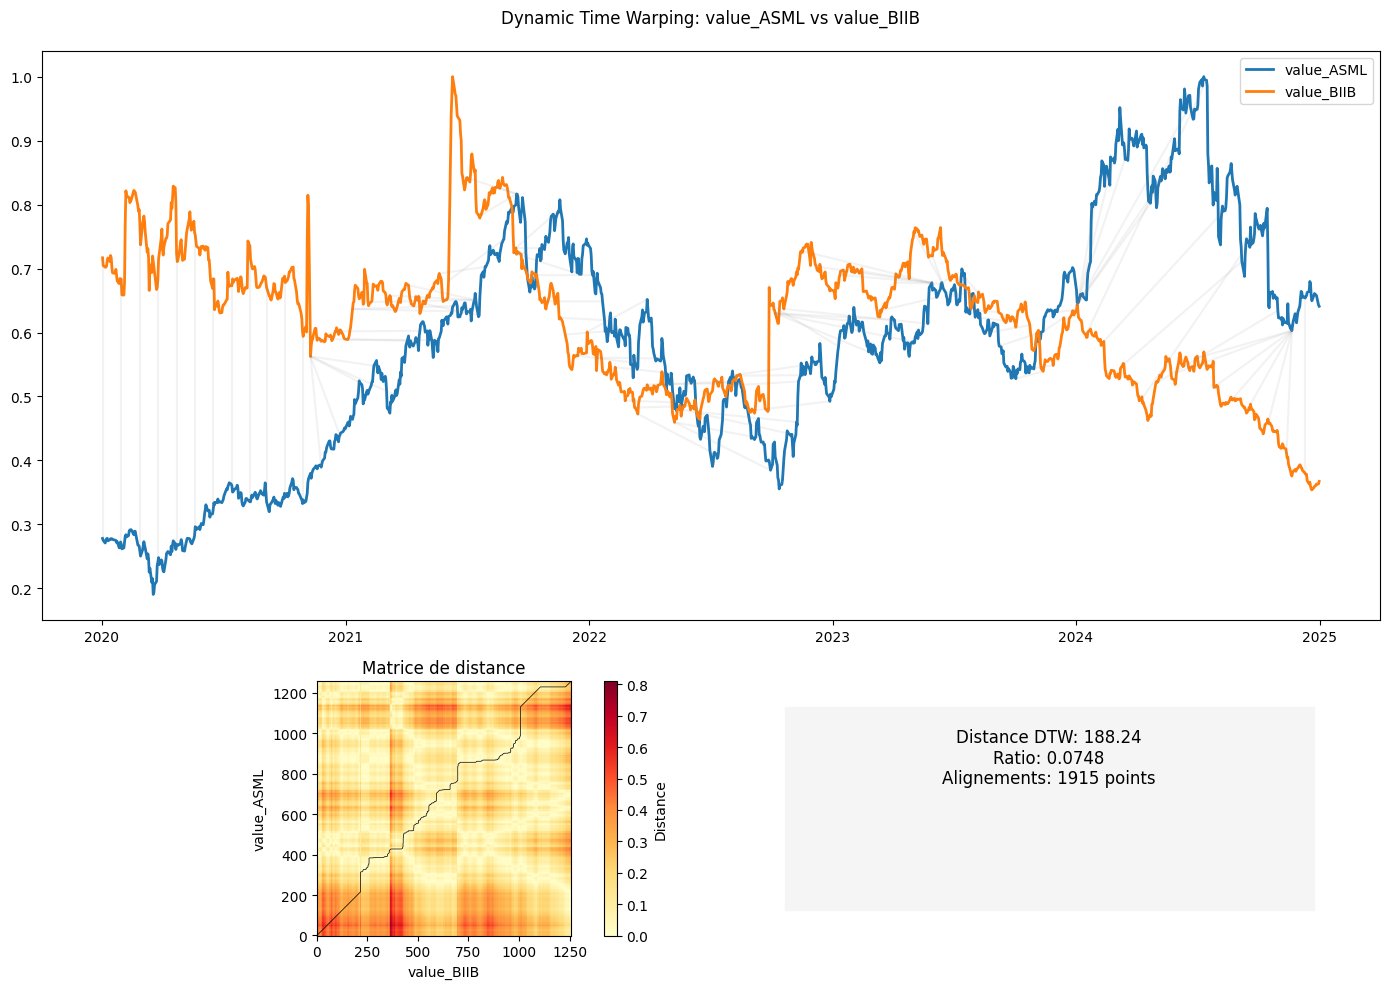 Dynamic Time Warping: value_ASML vs value_BIIB
value_ASML
value_BIIB
1.0
0.9
0.8
0.7
0.6
0.5
0.4
0.3
0.2
2020 2021 2022 2023 2024 2025
Matrice de distance
value_ASML
1200
1000
800
600
400
200
0
0 250 500 750 1000 1250
value_BIIB
0.8
0.7
0.6
0.5
0.4
0.3
0.2
0.1
0.0
Distance
Distance DTW: 188.24
Ratio: 0.0748
Alignements: 1915 points